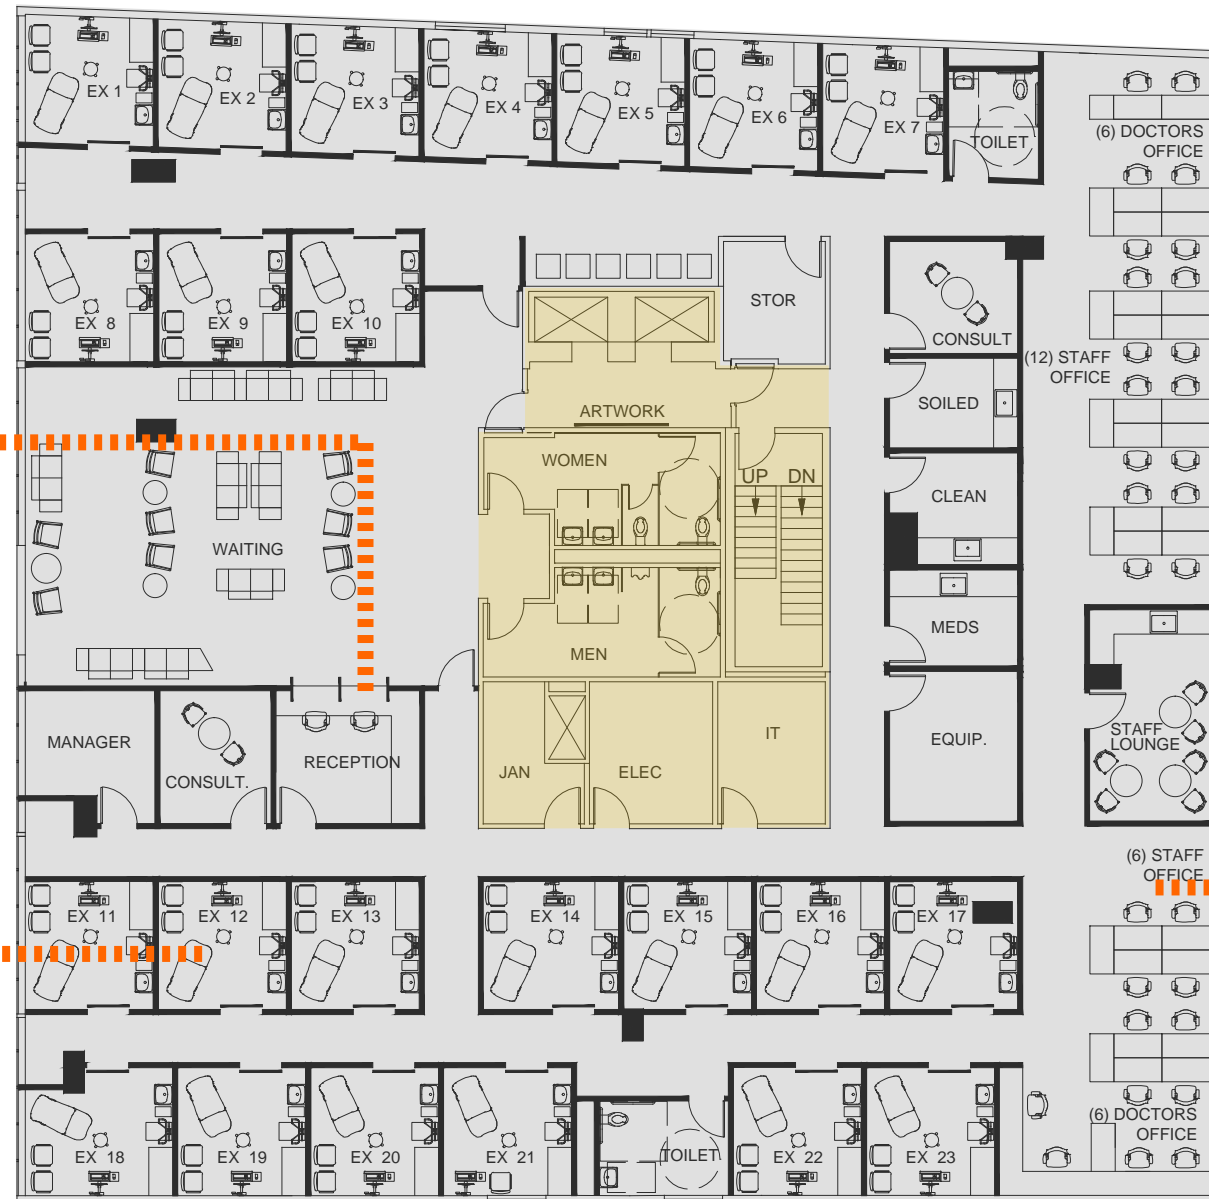 EX 1
EX 2
EX 3
EX 4
EX 5
EX 6
EX 7
TOILET
(6) DOCTORS
OFFICE
EX 8
EX 9
EX 10
STOR
CONSULT
(12) STAFF
OFFICE
SOILED
ARTWORK
WOMEN
UP DN
CLEAN
WAITING
MEN
MEDS
MANAGER
CONSULT.
RECEPTION
JAN
ELEC
IT
EQUIP.
STAFF
LOUNGE
(6) STAFF
OFFICE
EX 11
EX 12
EX 13
EX 14
EX 15
EX 16
EX 17
(6) DOCTORS
OFFICE
EX 18
EX 19
EX 20
EX 21
TOILET
EX 22
EX 23